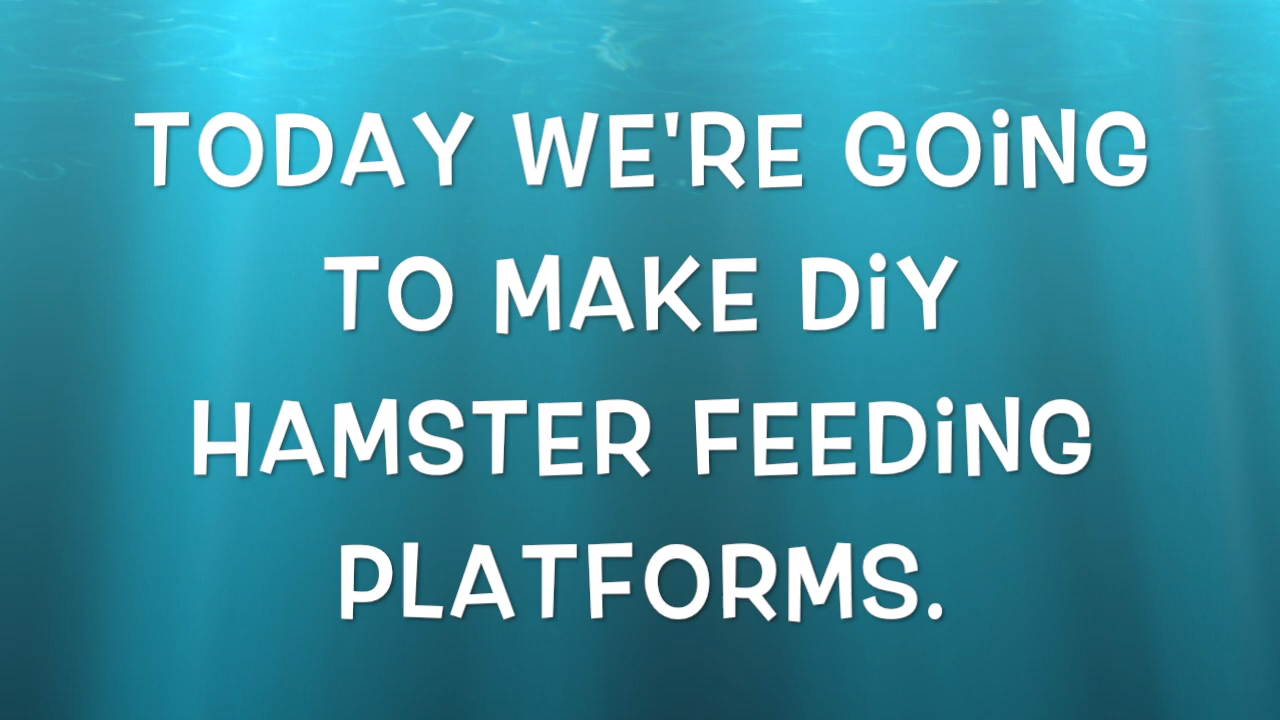 TODAY WE'RE GOiNG
TO MAKE DiY
HAMSTER FEEDiNG
PLATFORMS.